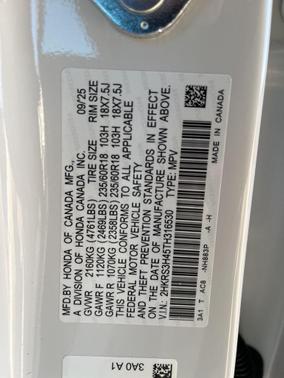 MFD.BY HONDA OF CANADA MFG., 09/25
A DIVISION OF HONDA CANADA INC.
GVWR 2160KG (4761LBS) TIRE SIZE RIM SIZE
GAWR F 1120KG (2469LBS) 235/60R18 103H 18X7.5J
GAWR R 1070KG (2358LBS) 235/60R18 103H 18X7.5J
THIS VEHICLE CONFORMS TO ALL APPLICABLE
FEDERAL MOTOR VEHICLE SAFETY
AND THEFT PREVENTION STANDARDS IN EFFECT
ON THE DATE OF MANUFACTURE SHOWN ABOVE.
V.I.N: 2HKRS3H45TH316530 TYPE: MPV
3A1 T AC8 -NH883P -A -H
MADE IN CANADA
3A0 A1